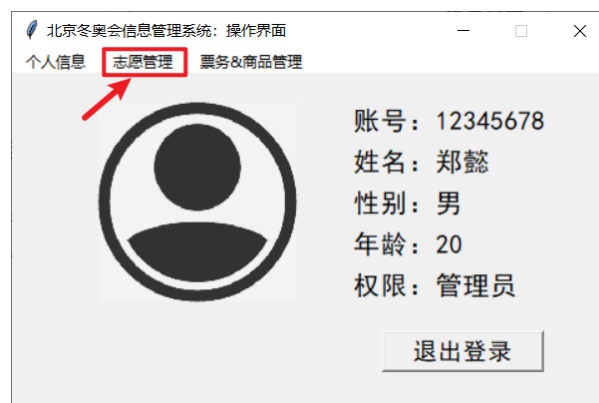 北京冬奥会信息管理系统：操作界面
个人信息 志愿管理 票务&商品管理
账号：12345678
姓名：郑懿
性别：男
年龄：20
权限：管理员
退出登录